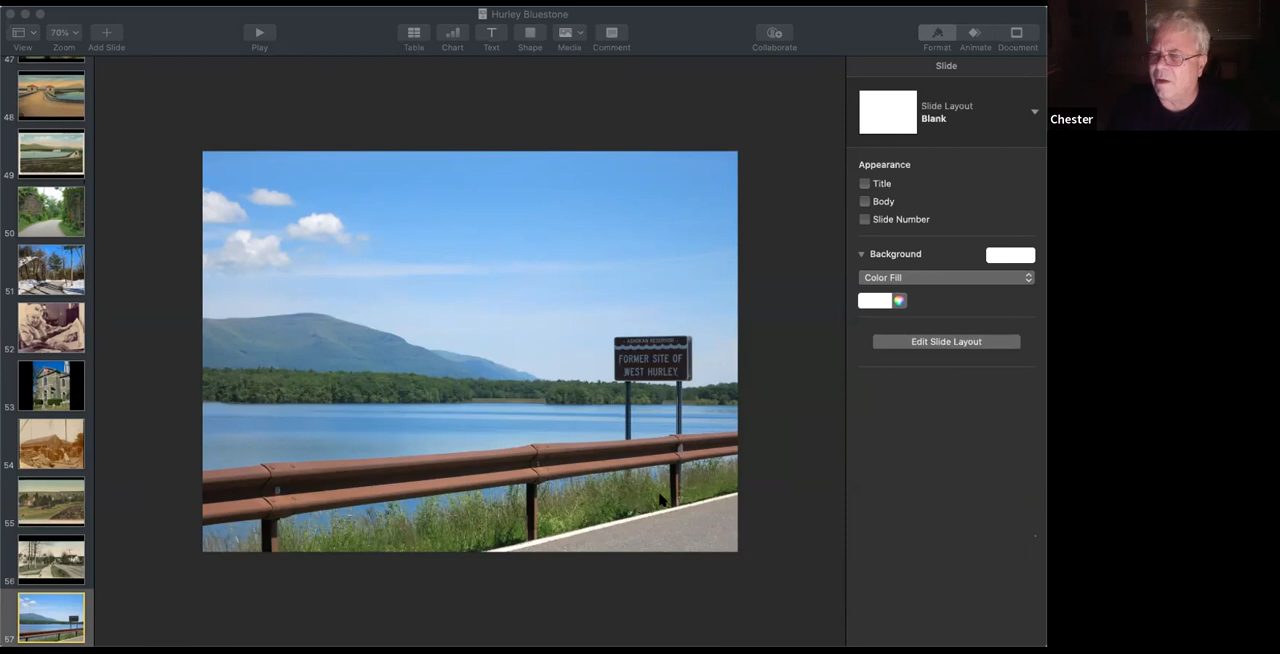 Hurley Bluestone
70%
View
Zoom
Add Slide
Play
Table
Chart
Text
Shape
Media
Comment
Collaborate
Format
Animate
Document
47
48
49
50
51
52
53
54
55
56
57
ASHOKAN RESERVOIR
FORMER SITE OF
WEST HURLEY
Slide
Slide Layout
Blank
Appearance
Title
Body
Slide Number
Background
Color Fill
Edit Slide Layout
Chester